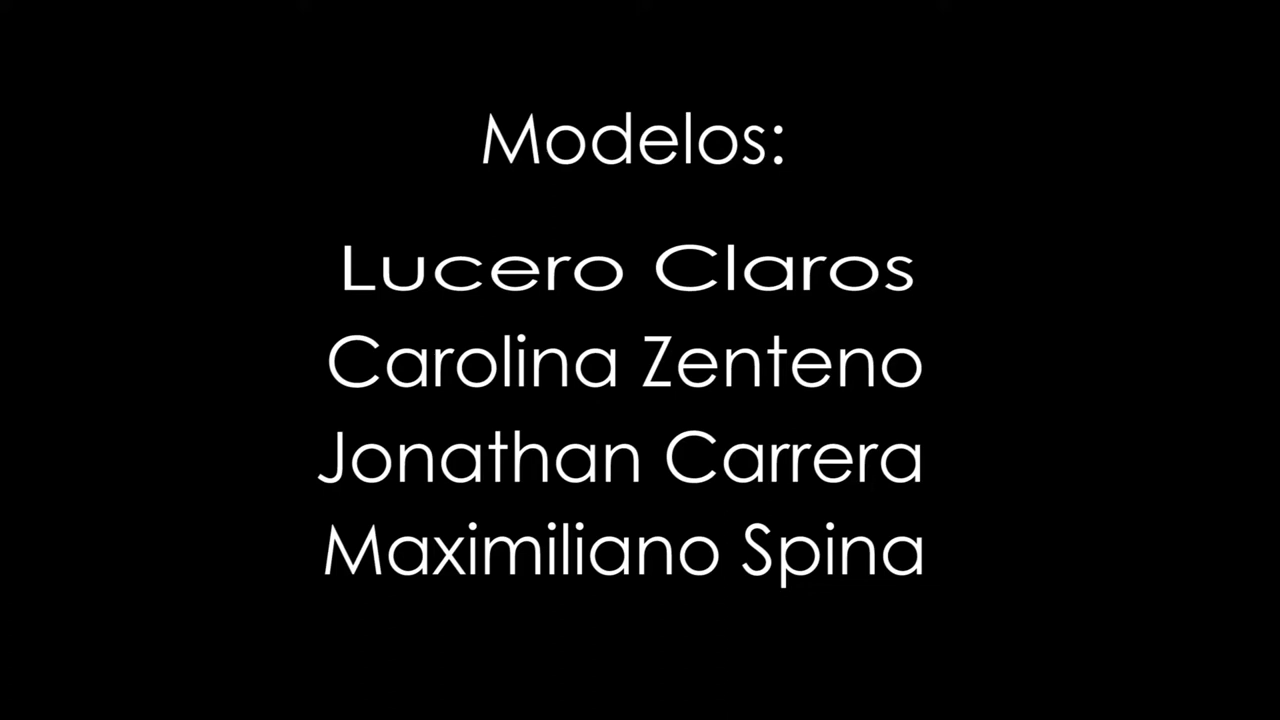 Modelos:
Lucero Claros
Carolina Zenteno
Jonathan Carrera
Maximiliano Spina